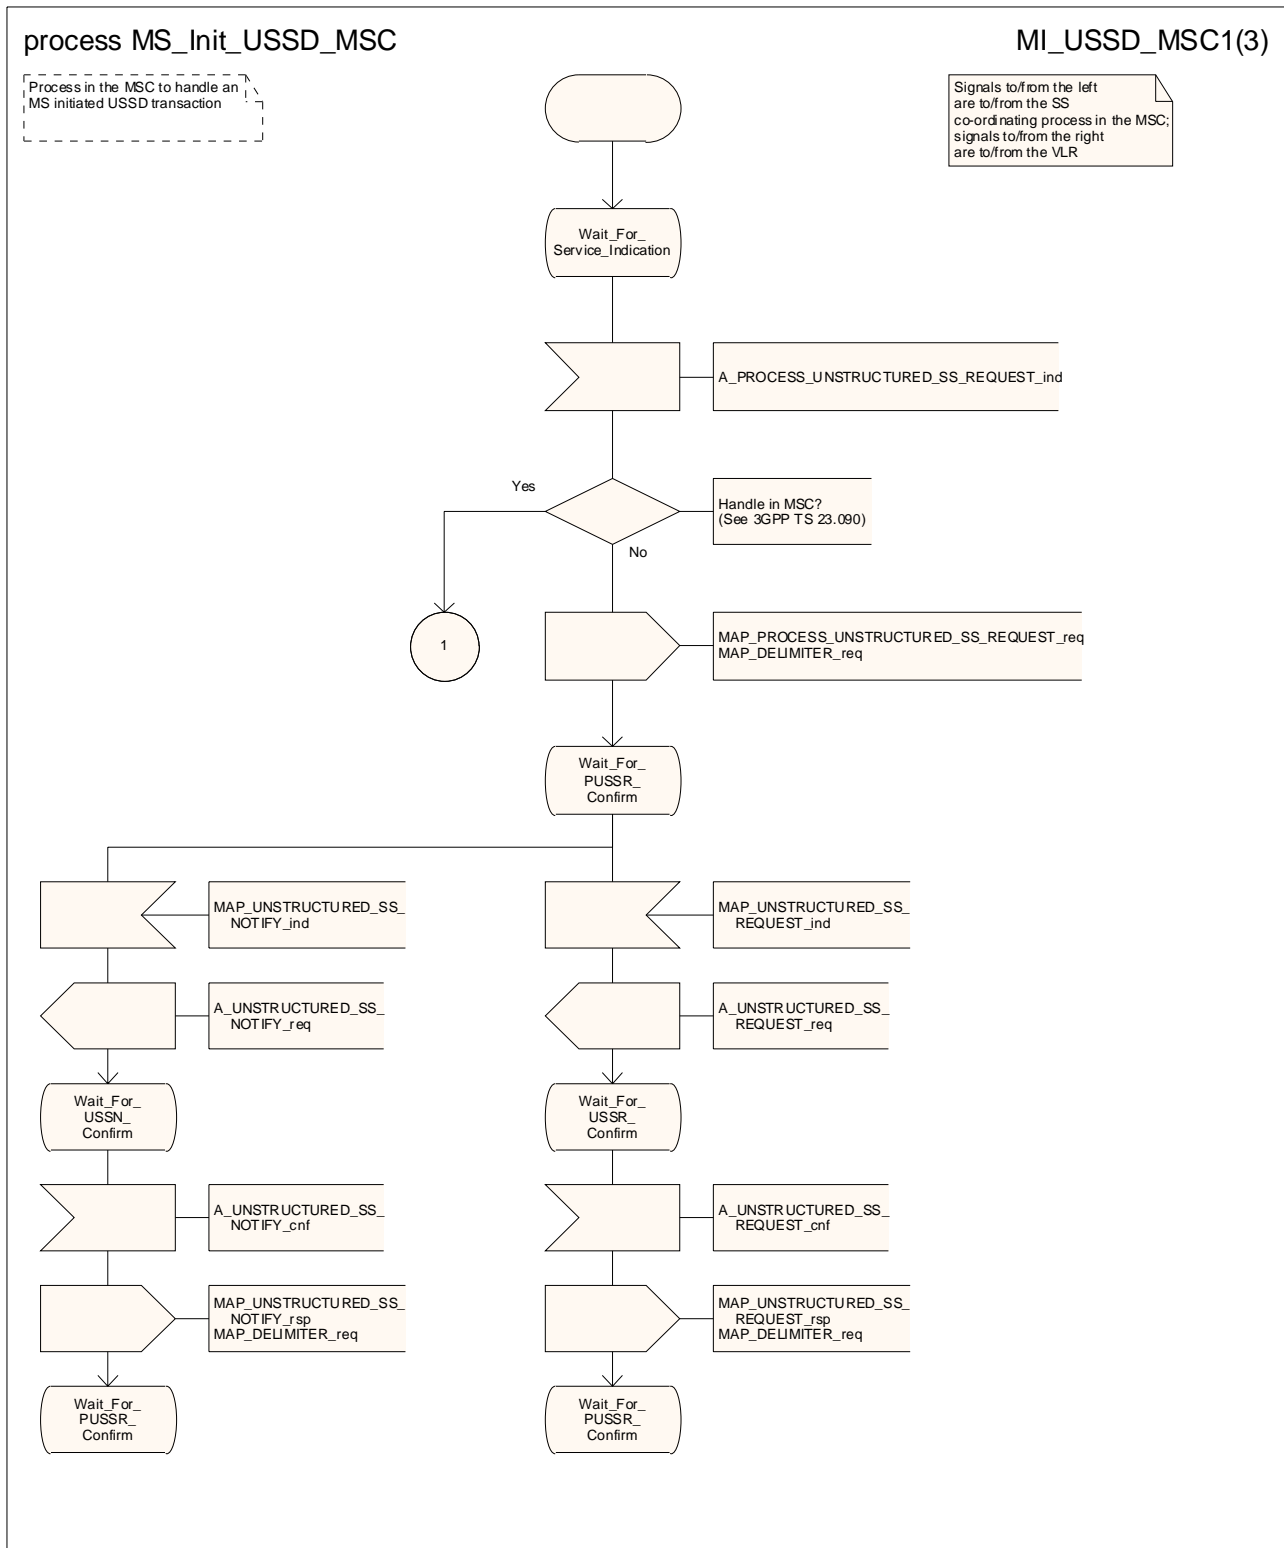 process MS_Init_USSD_MSC
MI_USSD_MSC1(3)
Process in the MSC to handle an
MS initiated USSD transaction
Signals to/from the left
are to/from the SS
co-ordinating process in the MSC;
signals to/from the right
are to/from the VLR
Wait_For_
Service_Indication
A_PROCESS_UNSTRUCTURED_SS_REQUEST_ind
Yes
Handle in MSC?
(See 3GPP TS 23.090)
No
1
MAP_PROCESS_UNSTRUCTURED_SS_REQUEST_req
MAP_DELIMITER_req
Wait_For_
PUSSR_
Confirm
MAP_UNSTRUCTURED_SS_
NOTIFY_ind
MAP_UNSTRUCTURED_SS_
REQUEST_ind
A_UNSTRUCTURED_SS_
NOTIFY_req
A_UNSTRUCTURED_SS_
REQUEST_req
Wait_For_
USSN_
Confirm
Wait_For_
USSR_
Confirm
A_UNSTRUCTURED_SS_
NOTIFY_cnf
A_UNSTRUCTURED_SS_
REQUEST_cnf
MAP_UNSTRUCTURED_SS_
NOTIFY_rsp
MAP_DELIMITER_req
MAP_UNSTRUCTURED_SS_
REQUEST_rsp
MAP_DELIMITER_req
Wait_For_
PUSSR_
Confirm
Wait_For_
PUSSR_
Confirm